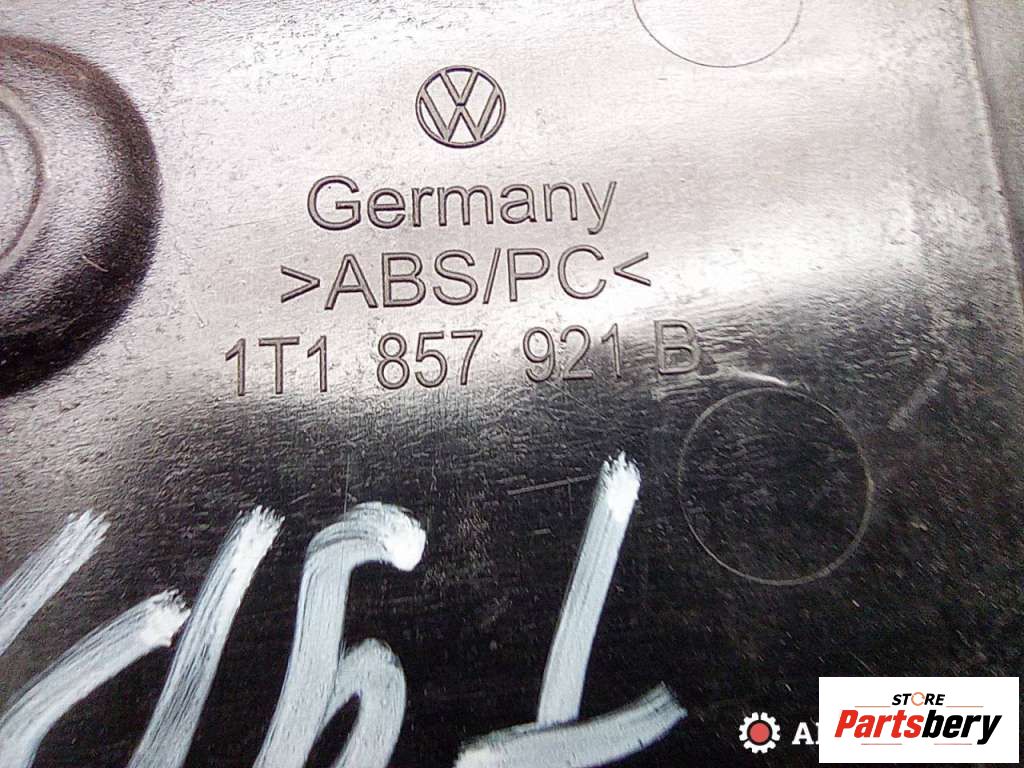 Germany
>ABS/PC<
1T1 857 921 B
STORE
Partsbery